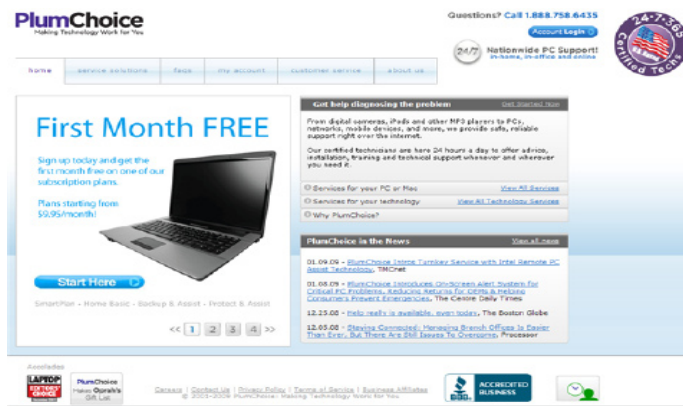 PlumChoice
Making Technology Work for You
Questions? Call 1.888.758.6435
Account Login
24/7 Nationwide PC Support!
in-home, in-office and online
24·7·365
Certified Techs
home service solutions faqs my account customer service about us
First Month FREE
Sign up today and get the
first month free on one of our
subscription plans.
Plans starting from
$9.95/month!
Start Here
SmartPlan - Home Basic - Backup & Assist - Protect & Assist
<< 1 2 3 4 >>
Get help diagnosing the problem Get Started Now
From digital cameras, iPods and other MP3 players to PCs,
networks, mobile devices, and more, we provide safe, reliable
support right over the internet.
Our certified technicians are here 24 hours a day to offer advice,
installation, training and technical support whenever and wherever
you need it.
Services for your PC or Mac View All Services
Services for your technology View All Technology Services
Why PlumChoice?
PlumChoice in the News View all news
01.09.09 - PlumChoice Intros Turnkey Service with Intel Remote PC
Assist Technology, TMCnet
01.08.09 - PlumChoice Introduces On-Screen Alert System for
Critical PC Problems, Reducing Returns for OEMs & Helping
Consumers Prevent Emergencies, The Centre Daily Times
12.23.08 - Help really is available, even today, The Boston Globe
12.03.08 - Staying Connected: Managing Branch Offices Is Easier
Than Ever, But There Are Still Issues To Overcome, Processor
Accolades
LAPTOP
EDITORS'
CHOICE
PlumChoice
Makes Oprah's
Gift List
Careers | Contact Us | Privacy Policy | Terms of Service | Business Affiliates
© 2001-2009 PlumChoice: Making Technology Work for You
BBB
ACCREDITED
BUSINESS